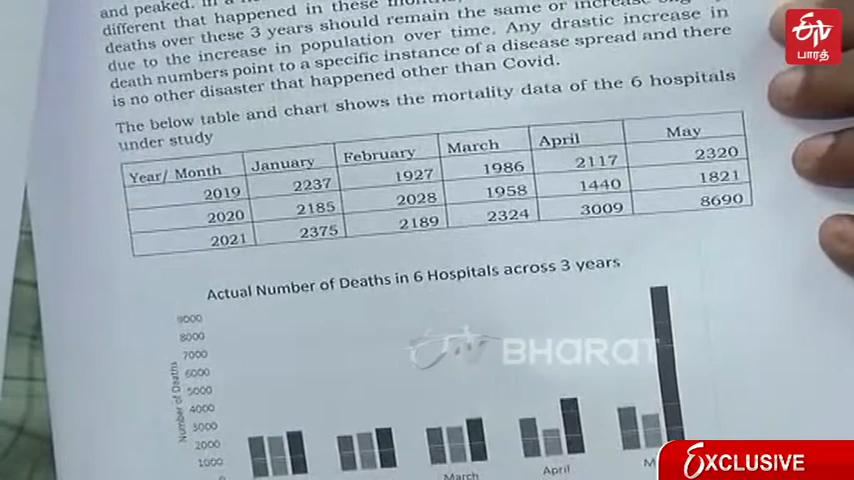 and peaked. In a
different that happened in these months,
deaths over these 3 years should remain the same or increase
due to the increase in population over time. Any drastic increase in
death numbers point to a specific instance of a disease spread and there
is no other disaster that happened other than Covid.
The below table and chart shows the mortality data of the 6 hospitals
under study
Year/ Month January February March April May
2019 2237 1927 1986 2117 2320
2020 2185 2028 1958 1440 1821
2021 2375 2189 2324 3009 8690
Actual Number of Deaths in 6 Hospitals across 3 years
Number of Deaths
9000
8000
7000
6000
5000
4000
3000
2000
1000
0
March April M
BHARAT
பாரத்
EXCLUSIVE